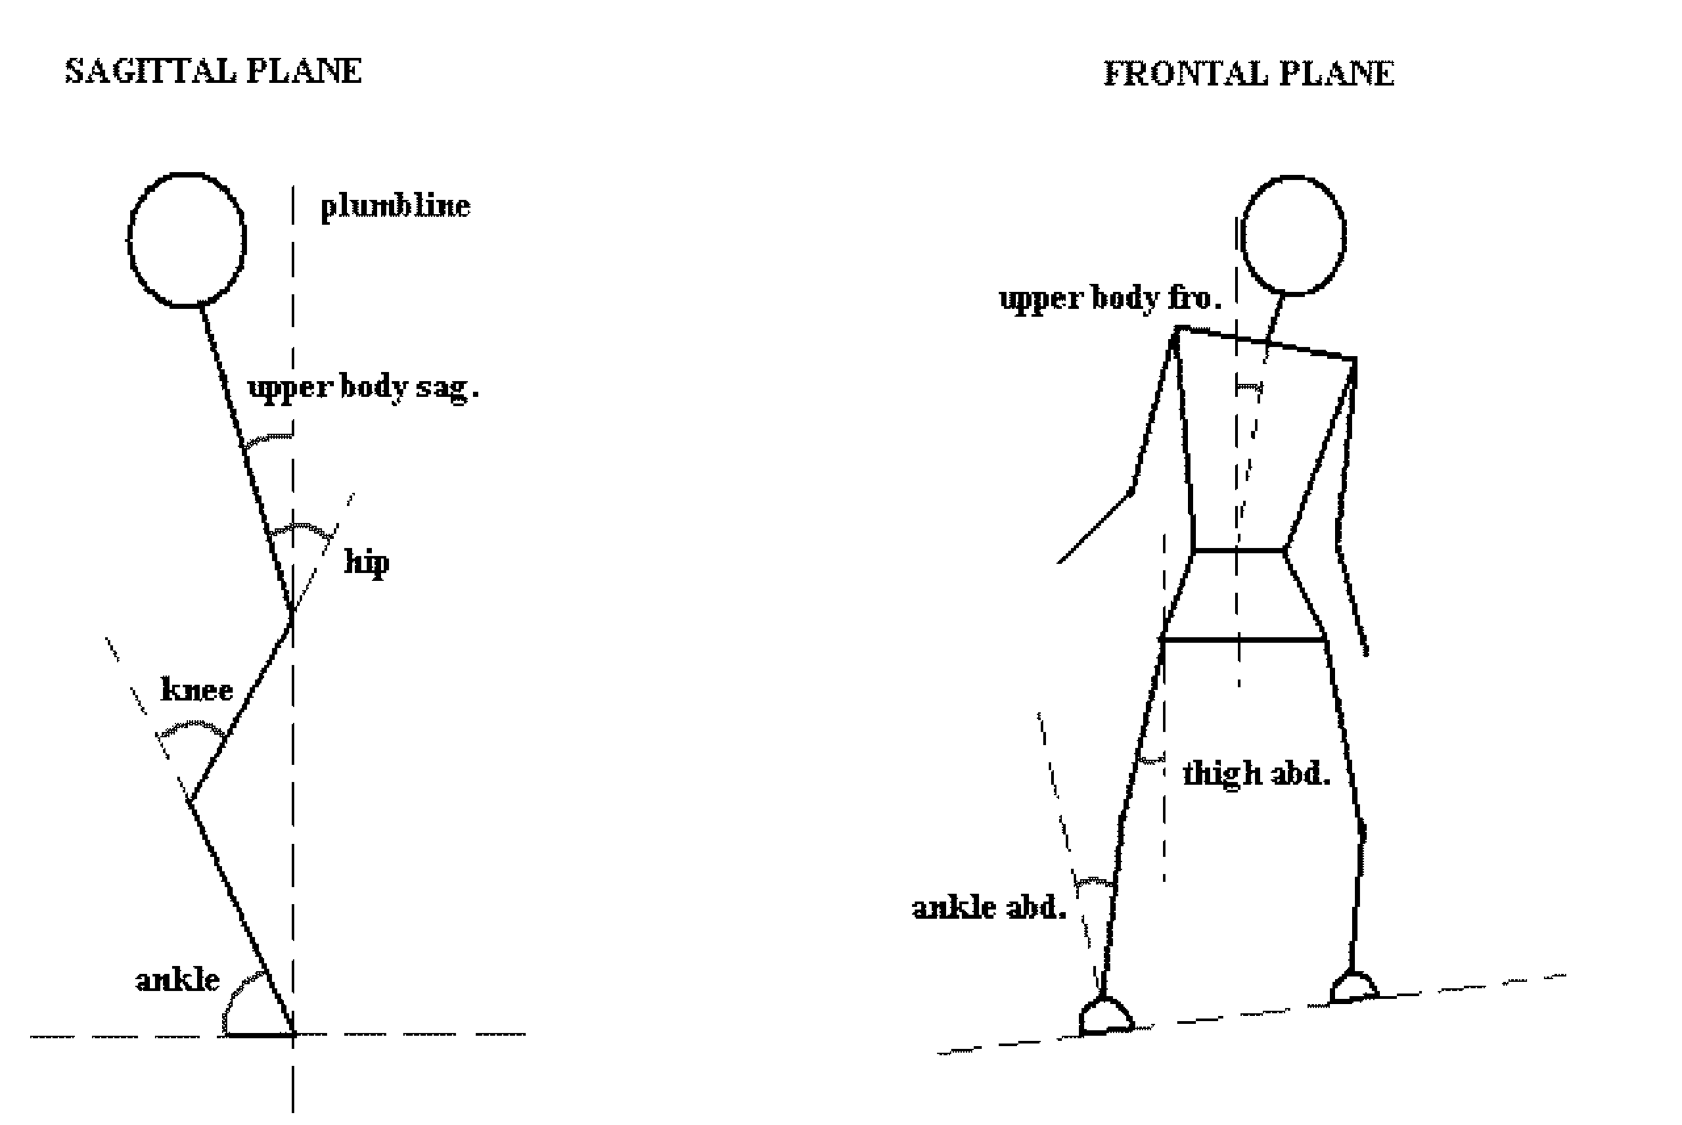 SAGITTAL PLANE
FRONTAL PLANE
plumbline
upper body fro.
upper body sag.
hip
knee
thigh abd.
ankle abd.
ankle